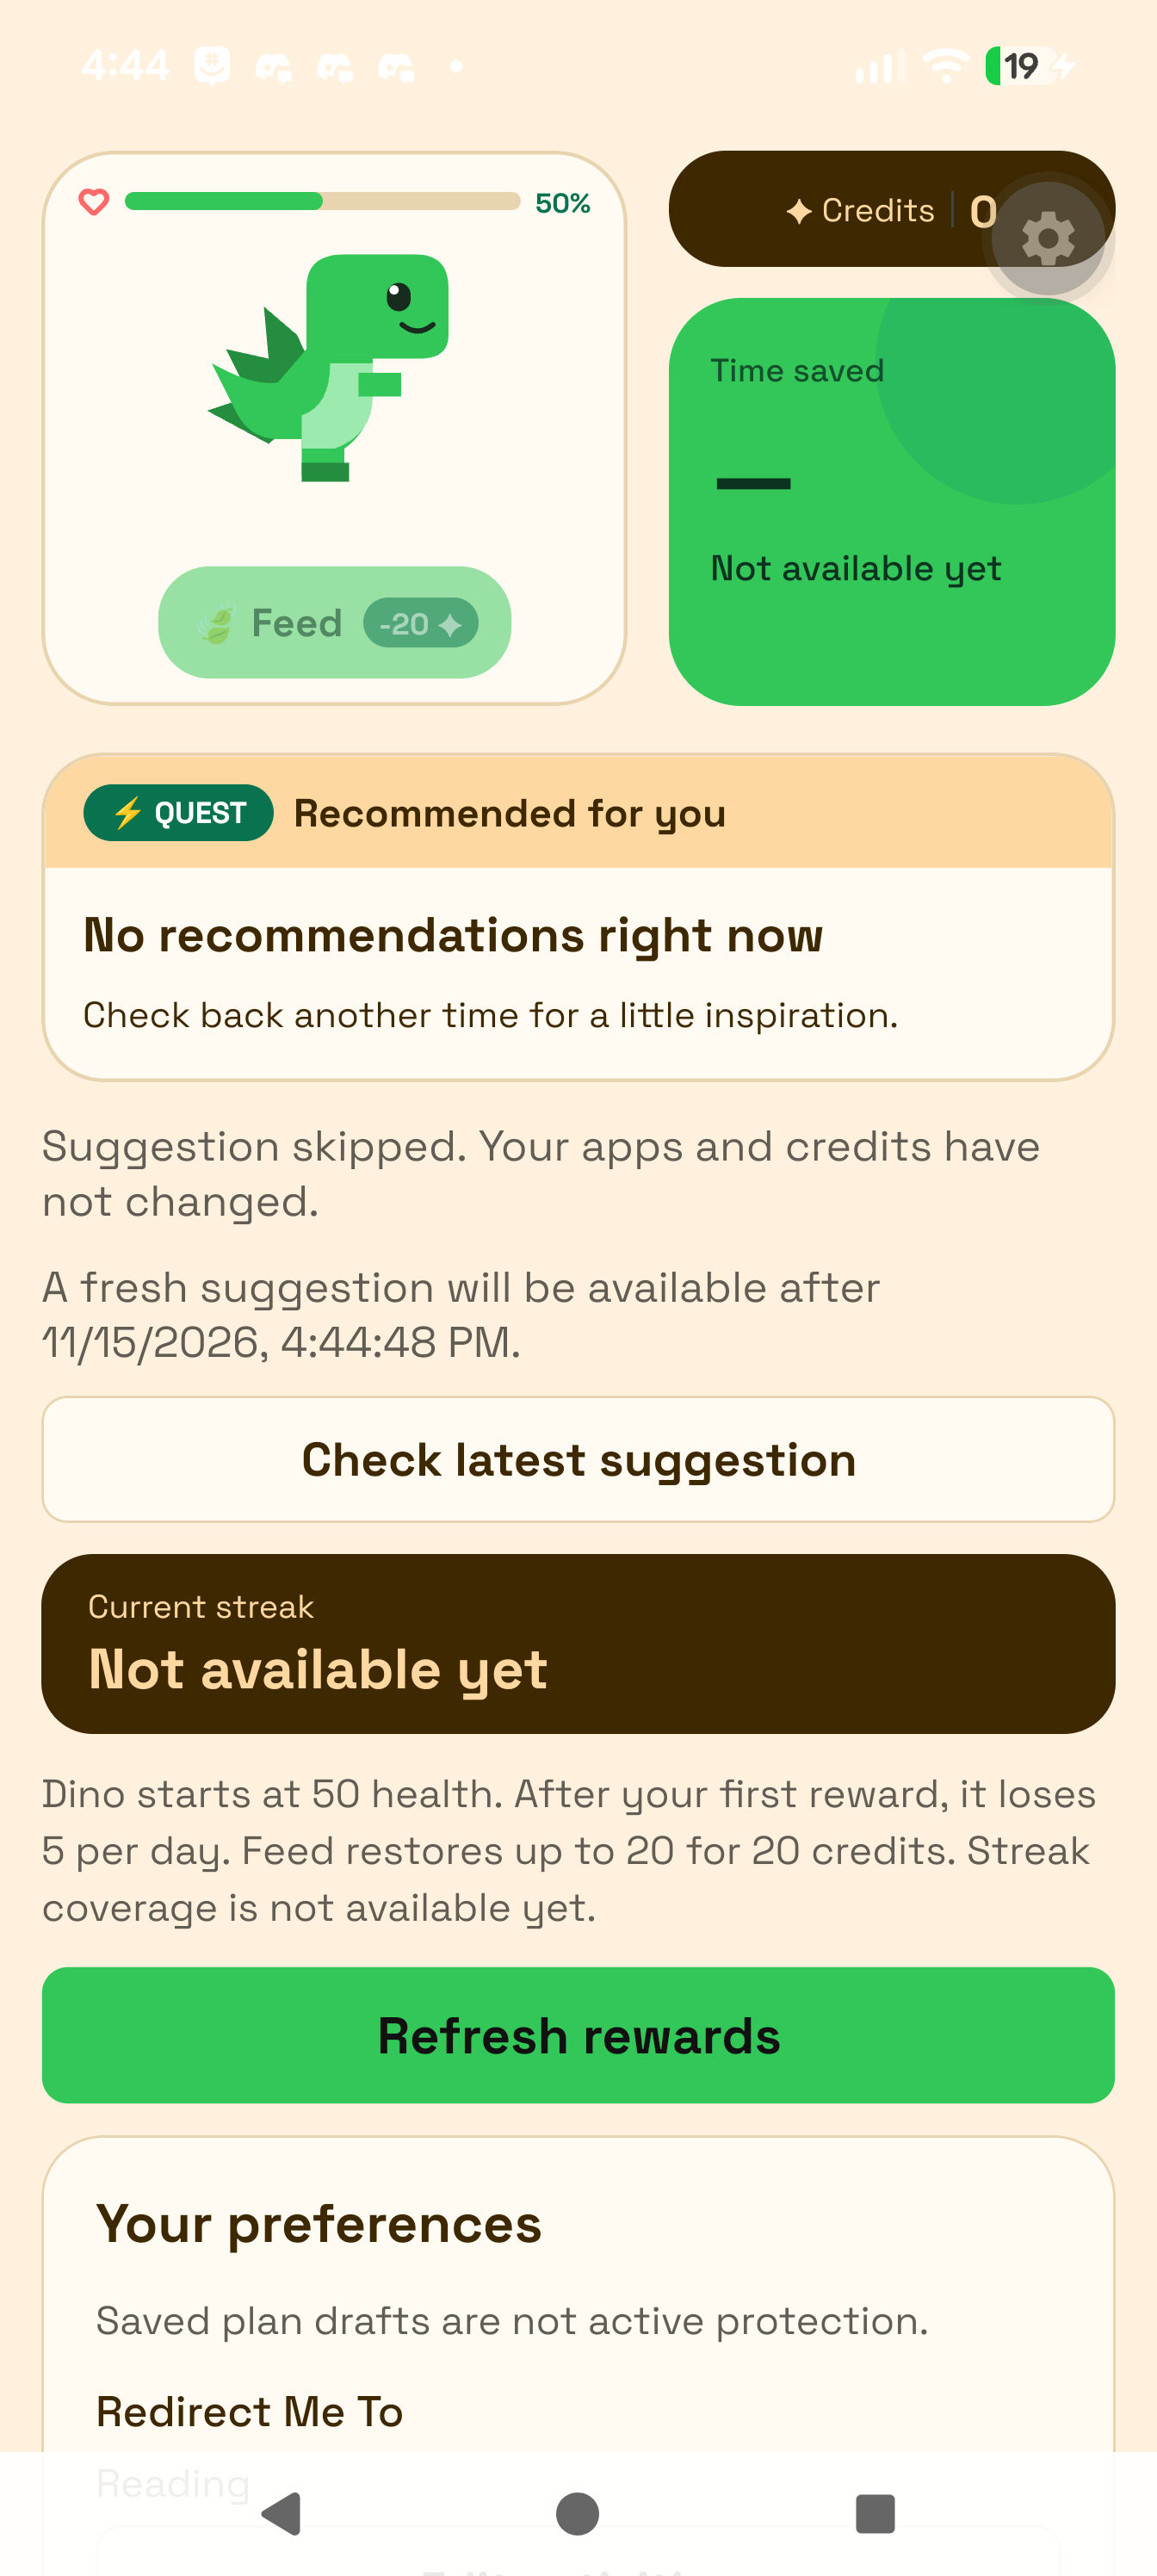 4:44
19
50%
Credits 0
Time saved
—
Not available yet
Feed -20
QUEST Recommended for you
No recommendations right now
Check back another time for a little inspiration.
Suggestion skipped. Your apps and credits have
not changed.
A fresh suggestion will be available after
11/15/2026, 4:44:48 PM.
Check latest suggestion
Current streak
Not available yet
Dino starts at 50 health. After your first reward, it loses
5 per day. Feed restores up to 20 for 20 credits. Streak
coverage is not available yet.
Refresh rewards
Your preferences
Saved plan drafts are not active protection.
Redirect Me To
Reading